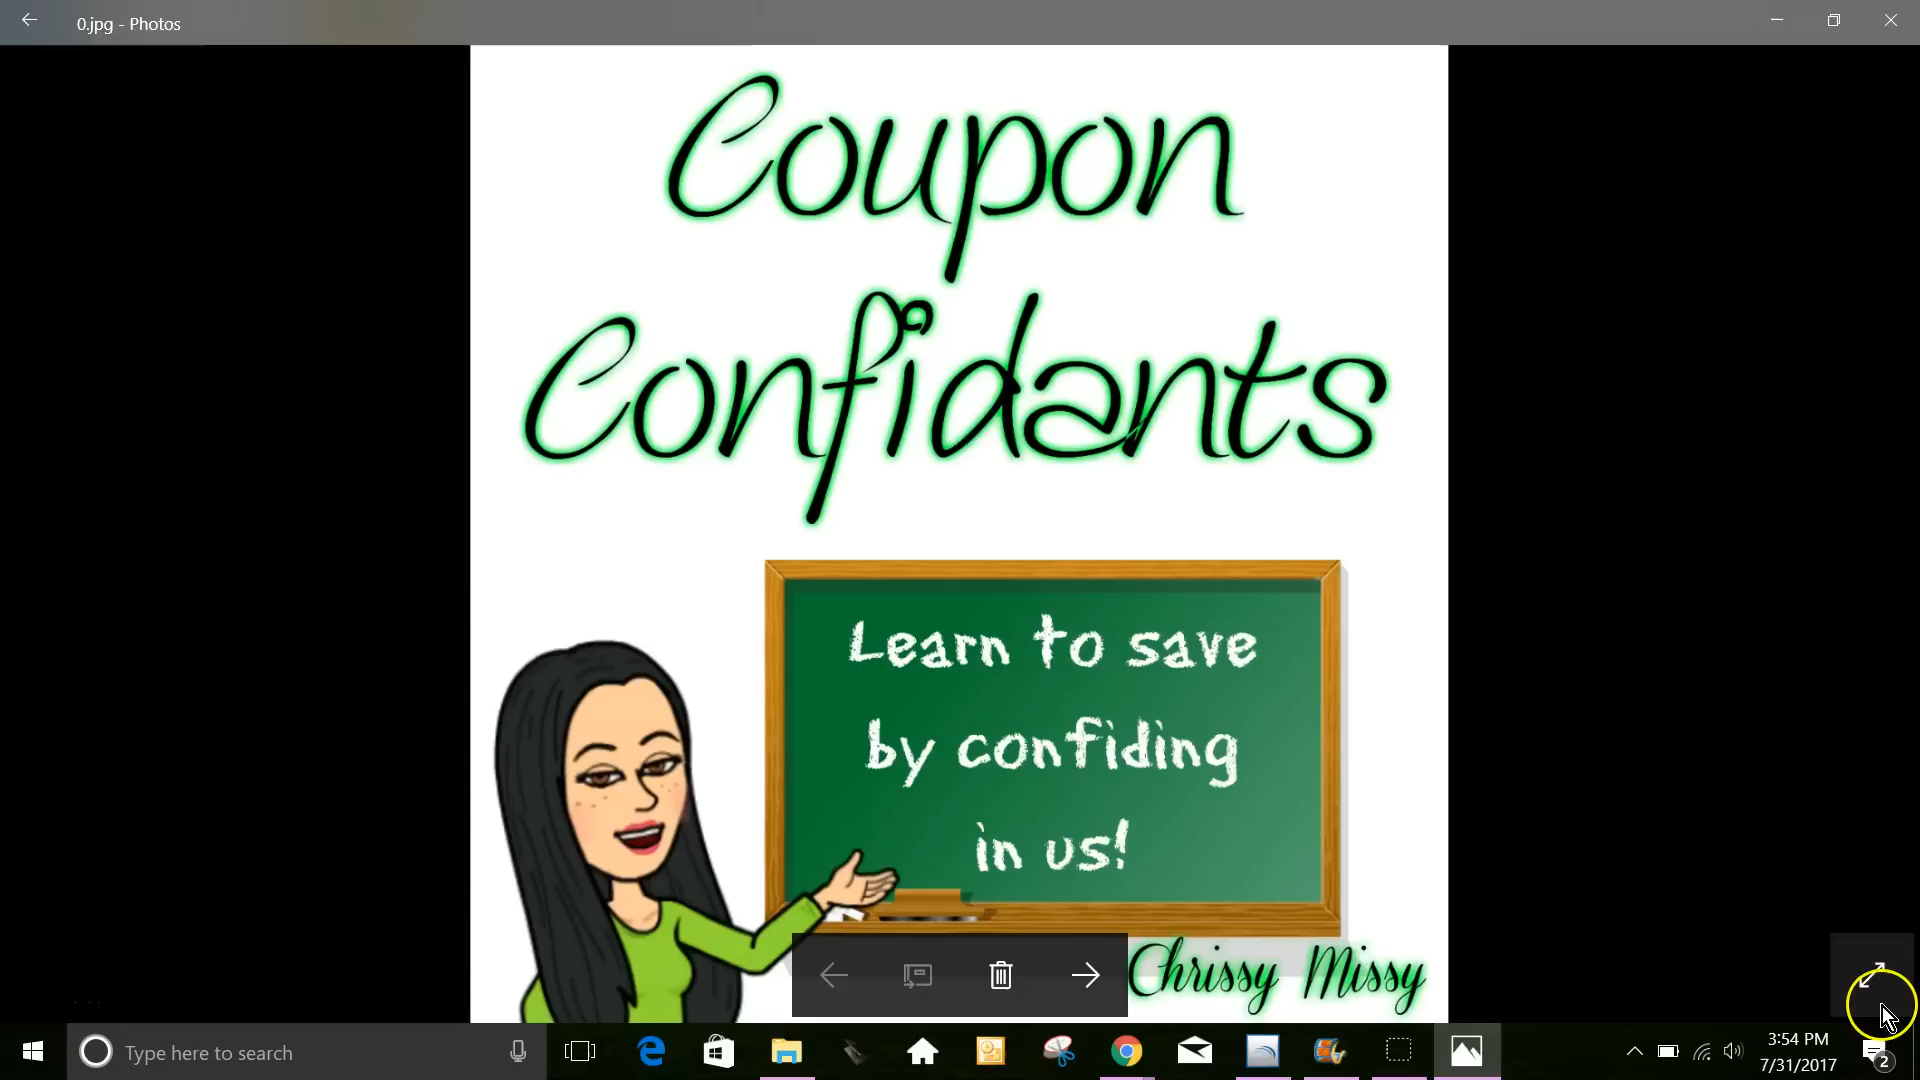 0.jpg - Photos
Coupon
Confidants
Learn to save
by confiding
in us!
Chrissy Missy
Type here to search
3:54 PM
7/31/2017
2